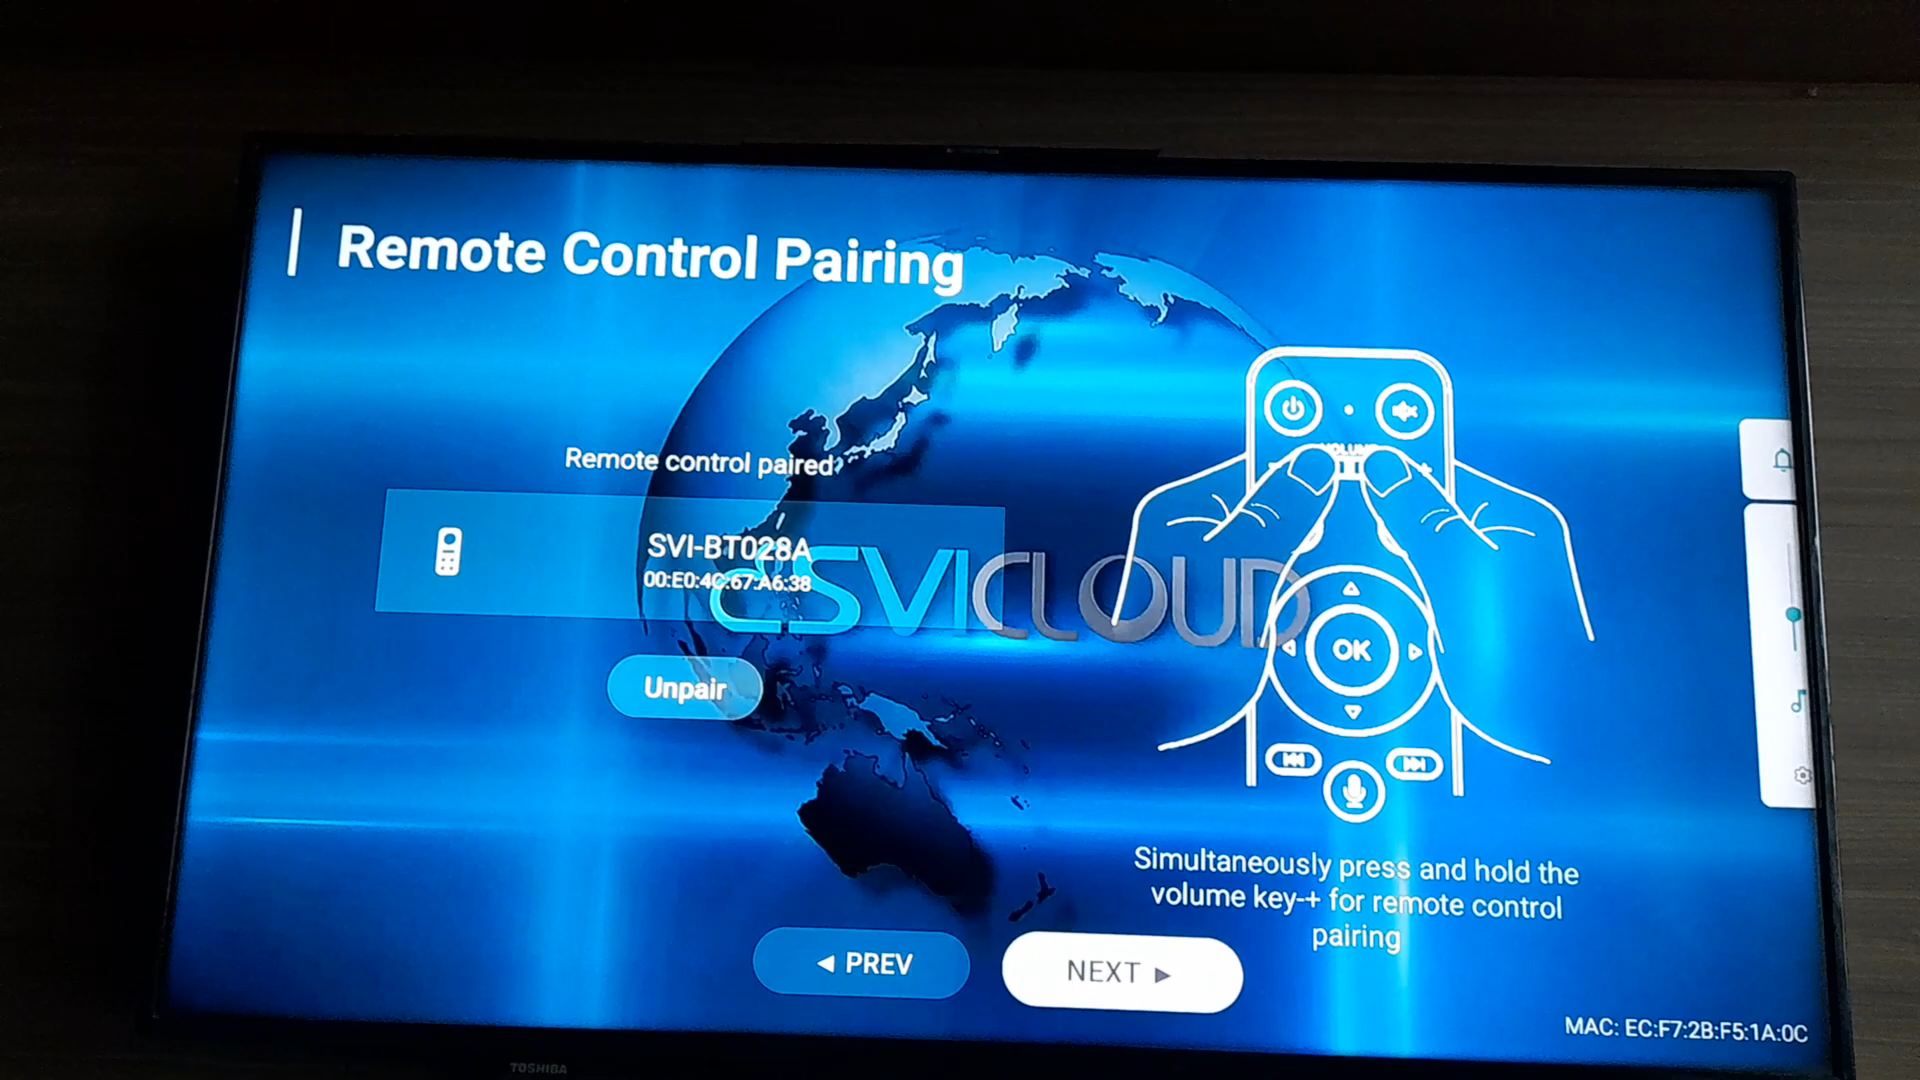 Remote Control Pairing
Remote control paired:
SVI-BT028A
00:E0:4C:67:A6:38
SVICLOUD
Unpair
OK
Simultaneously press and hold the
volume key-+ for remote control
pairing
◄ PREV
NEXT ►
MAC: EC:F7:2B:F5:1A:0C
TOSHIBA